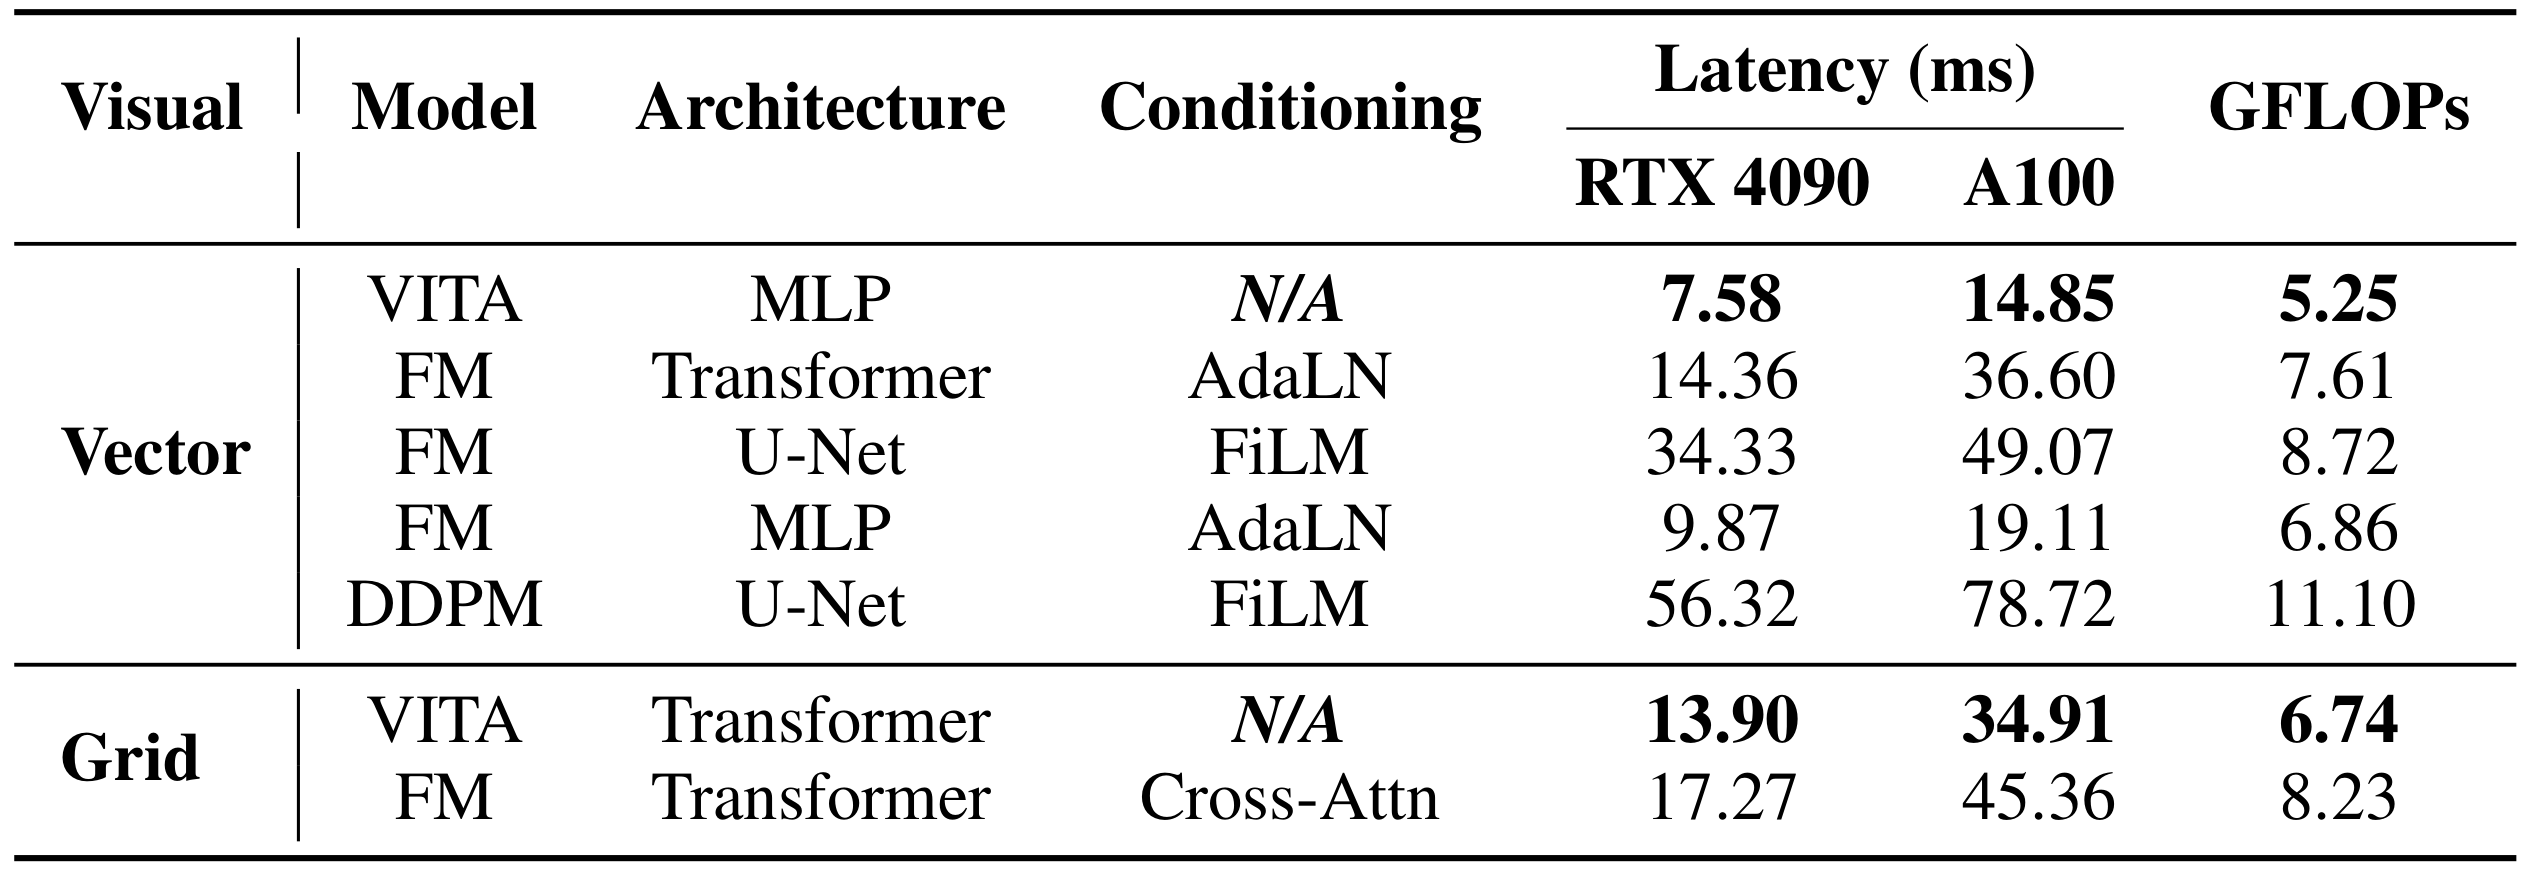 Visual Model Architecture Conditioning Latency (ms) GFLOPs
RTX 4090 A100
Vector VITA MLP N/A 7.58 14.85 5.25
FM Transformer AdaLN 14.36 36.60 7.61
FM U-Net FiLM 34.33 49.07 8.72
FM MLP AdaLN 9.87 19.11 6.86
DDPM U-Net FiLM 56.32 78.72 11.10
Grid VITA Transformer N/A 13.90 34.91 6.74
FM Transformer Cross-Attn 17.27 45.36 8.23